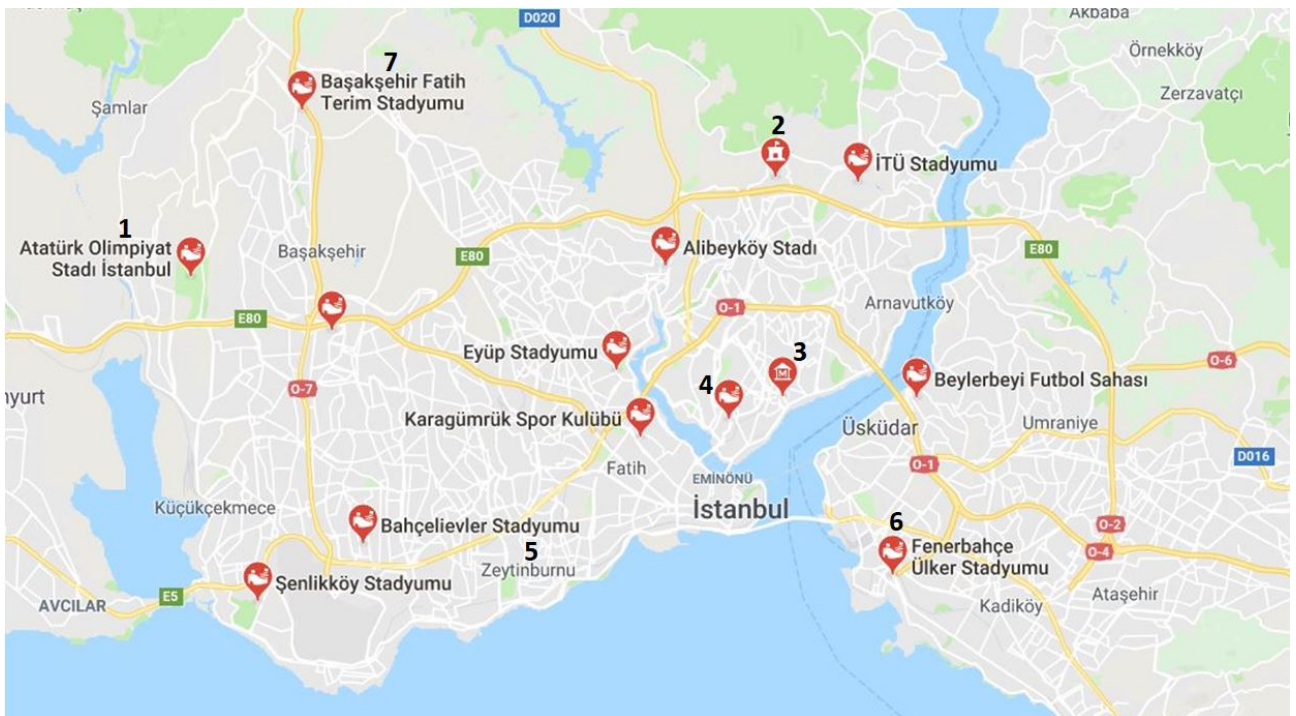 Akbaba
D020
Örnekköy
7
Başakşehir Fatih
Terim Stadyumu
Zerzavatçı
Şamlar
2
İTÜ Stadyumu
1
Atatürk Olimpiyat
Stadı İstanbul
Başakşehir
E80
Alibeyköy Stadı
E80
Arnavutköy
O-1
E80
Eyüp Stadyumu
3
O-6
4
Beylerbeyi Futbol Sahası
O-7
nyurt
Karagümrük Spor Kulübü
Üsküdar
Umraniye
Fatih
EMİNÖNÜ
O-1
D016
Küçükçekmece
İstanbul
Bahçelievler Stadyumu
6
Fenerbahçe
Ülker Stadyumu
O-2
O-4
5
Zeytinburnu
Şenlikköy Stadyumu
E5
AVCILAR
Kadiköy
Ataşehir